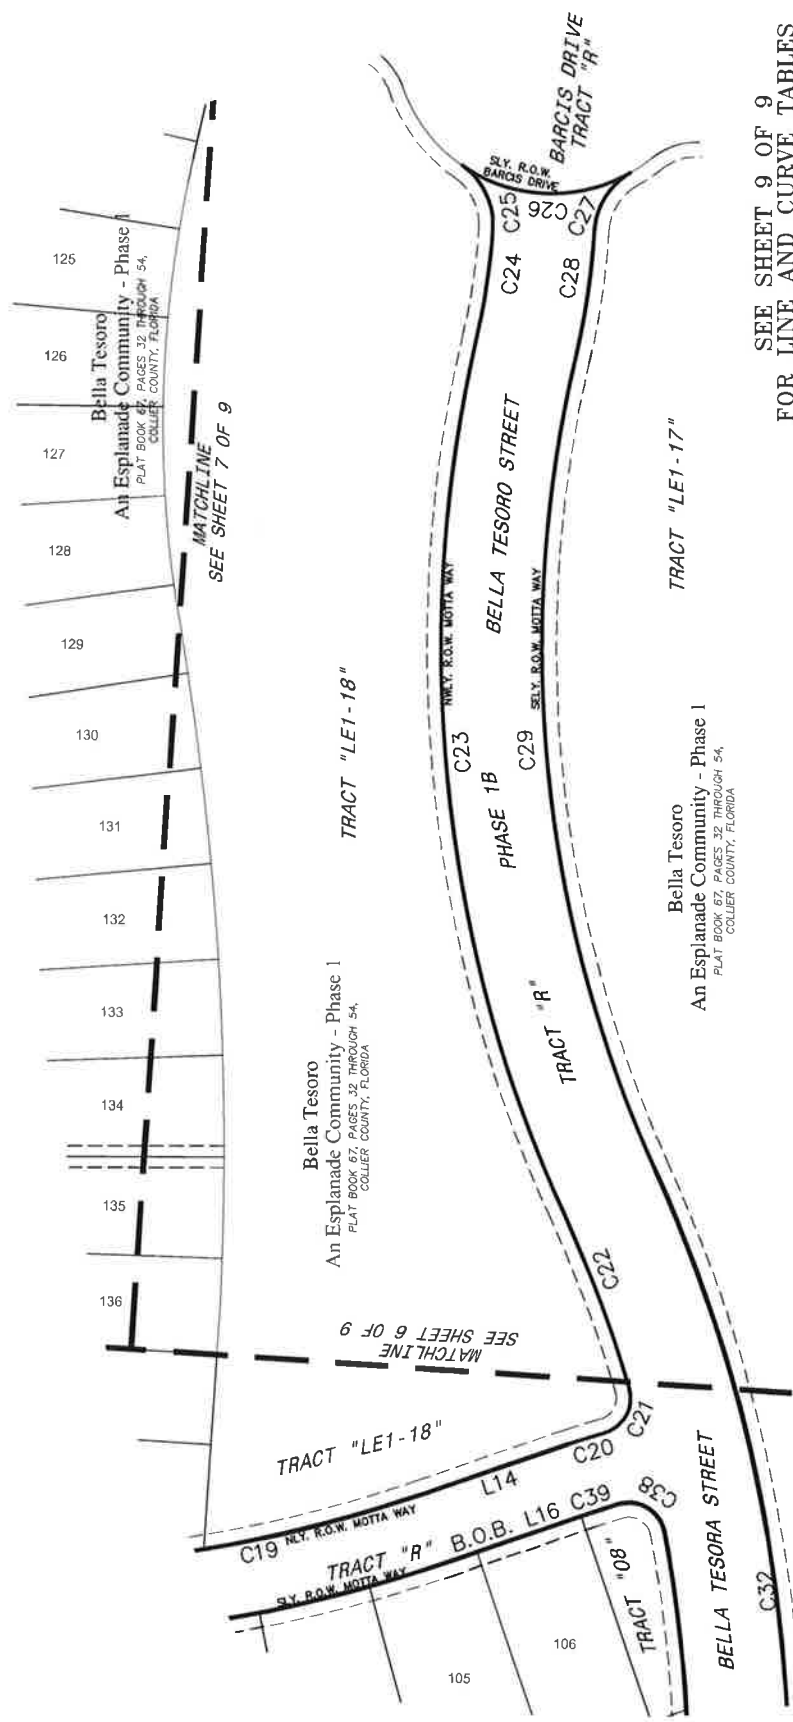 BARCIS DRIVE
TRACT "R"
SLY. R.O.W.
BARCIS DRIVE
SEE SHEET 9 OF 9
FOR LINE AND CURVE TABLES
C25
C26
C27
C24
C28
125
126
127
128
129
130
131
132
133
134
135
136
Bella Tesoro
An Esplanade Community - Phase 1
PLAT BOOK 67, PAGES 32 THROUGH 54,
COLLIER COUNTY, FLORIDA
MATCHLINE
SEE SHEET 7 OF 9
TRACT "LE1-18"
NWLY. R.O.W. MOTTA WAY
BELLA TESORO STREET
SELY. R.O.W. MOTTA WAY
C23
PHASE 1B
C29
TRACT "LE1-17"
Bella Tesoro
An Esplanade Community - Phase 1
PLAT BOOK 67, PAGES 32 THROUGH 54,
COLLIER COUNTY, FLORIDA
TRACT "R"
Bella Tesoro
An Esplanade Community - Phase 1
PLAT BOOK 67, PAGES 32 THROUGH 54,
COLLIER COUNTY, FLORIDA
C22
MATCHLINE
SEE SHEET 6 OF 9
TRACT "LE1-18"
C21
C20
L14
C19
NLY. R.O.W. MOTTA WAY
TRACT "R"
B.O.B.
L16
C39
C38
SLY. R.O.W. MOTTA WAY
105
106
TRACT "08"
BELLA TESORA STREET
C32